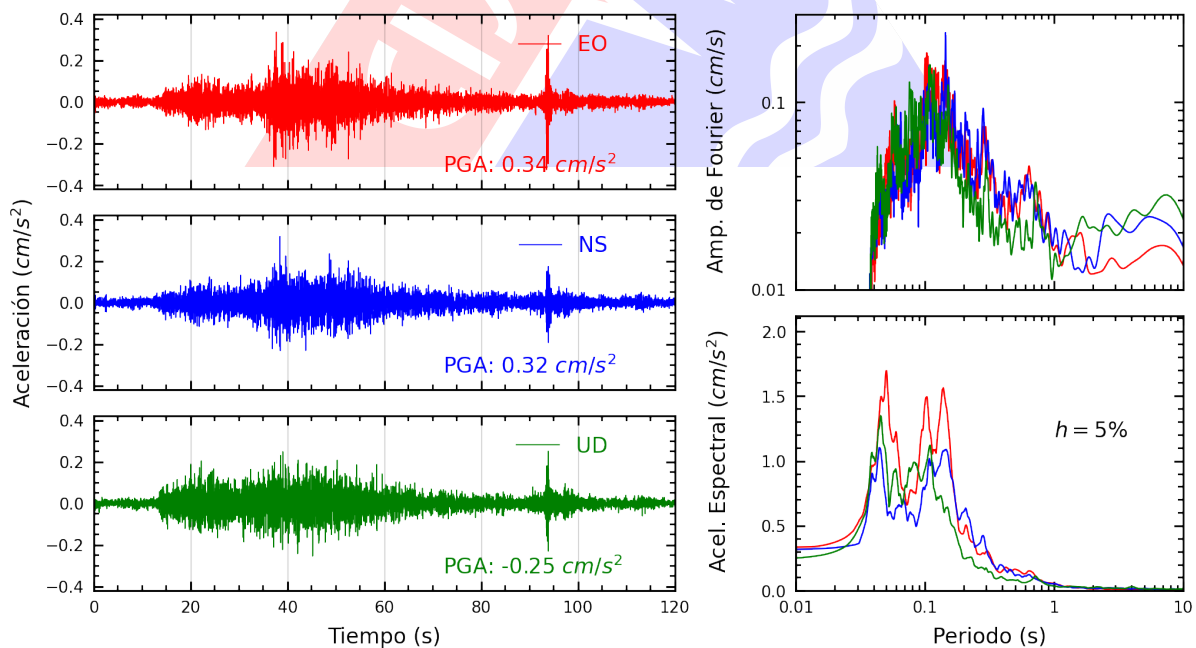 0.4
0.2
0.0
−0.2
−0.4
EO
PGA: 0.34 cm/s²
0.4
0.2
0.0
−0.2
−0.4
NS
PGA: 0.32 cm/s²
Aceleración (cm/s²)
0.4
0.2
0.0
−0.2
−0.4
UD
PGA: -0.25 cm/s²
0 20 40 60 80 100 120
Tiempo (s)
Amp. de Fourier (cm/s)
0.1
0.01
Acel. Espectral (cm/s²)
2.0
1.5
1.0
0.5
0.0
h = 5%
0.01 0.1 1 10
Periodo (s)